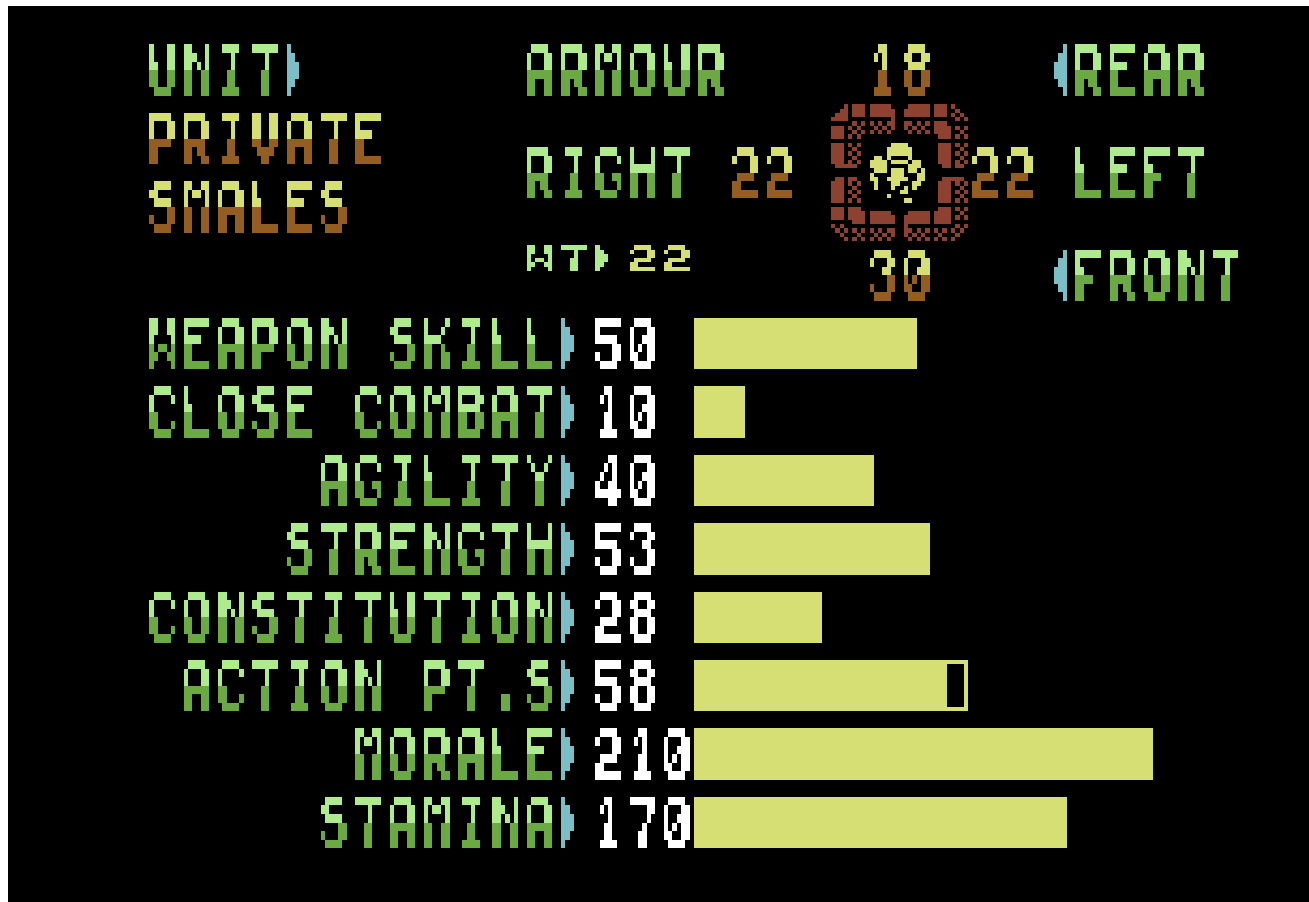 UNIT ARMOUR 18 REAR
PRIVATE
RIGHT 22 22 LEFT
SMALES
WT 22
30 FRONT
WEAPON SKILL 50
CLOSE COMBAT 10
AGILITY 40
STRENGTH 53
CONSTITUTION 28
ACTION PT.S 58
MORALE 210
STAMINA 170